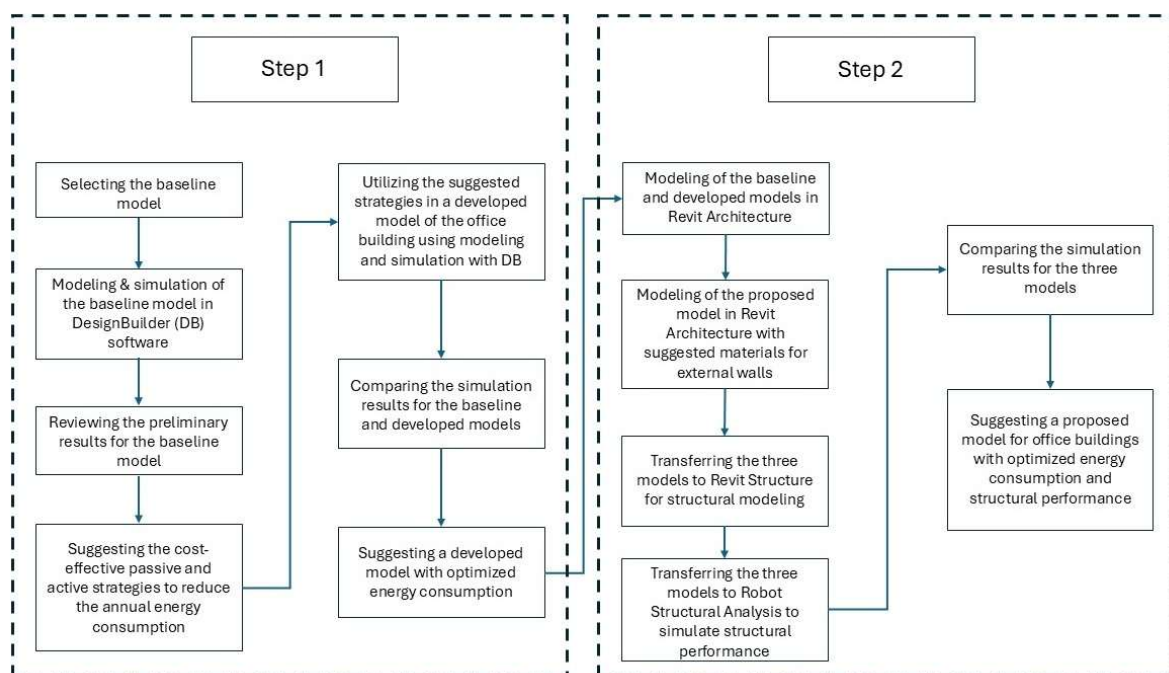 Step 1
Selecting the baseline
model
Modeling & simulation of
the baseline model in
DesignBuilder (DB)
software
Reviewing the preliminary
results for the baseline
model
Suggesting the cost-
effective passive and
active strategies to reduce
the annual energy
consumption
Utilizing the suggested
strategies in a developed
model of the office
building using modeling
and simulation with DB
Comparing the simulation
results for the baseline
and developed models
Suggesting a developed
model with optimized
energy consumption
Step 2
Modeling of the baseline
and developed models in
Revit Architecture
Modeling of the proposed
model in Revit
Architecture with
suggested materials for
external walls
Transferring the three
models to Revit Structure
for structural modeling
Transferring the three
models to Robot
Structural Analysis to
simulate structural
performance
Comparing the simulation
results for the three
models
Suggesting a proposed
model for office buildings
with optimized energy
consumption and
structural performance